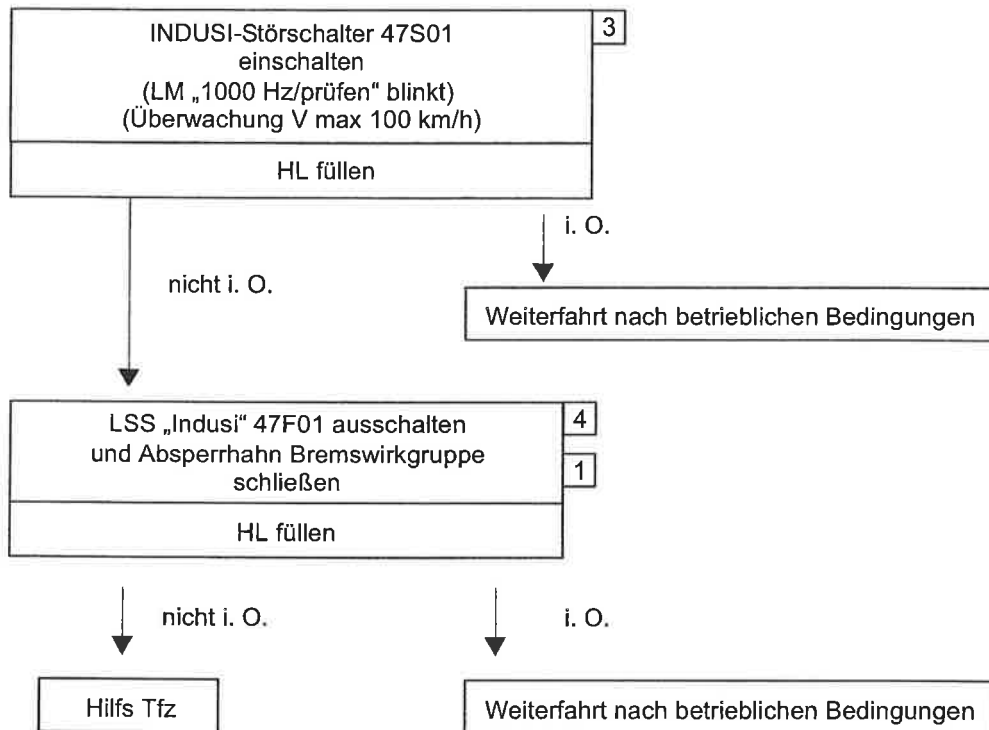 INDUSI-Störschalter 47S01
einschalten
(LM „1000 Hz/prüfen“ blinkt)
(Überwachung V max 100 km/h)
3
HL füllen
i. O.
nicht i. O.
Weiterfahrt nach betrieblichen Bedingungen
LSS „Indusi“ 47F01 ausschalten
und Absperrhahn Bremswirkgruppe
schließen
4
1
HL füllen
nicht i. O.
i. O.
Hilfs Tfz
Weiterfahrt nach betrieblichen Bedingungen